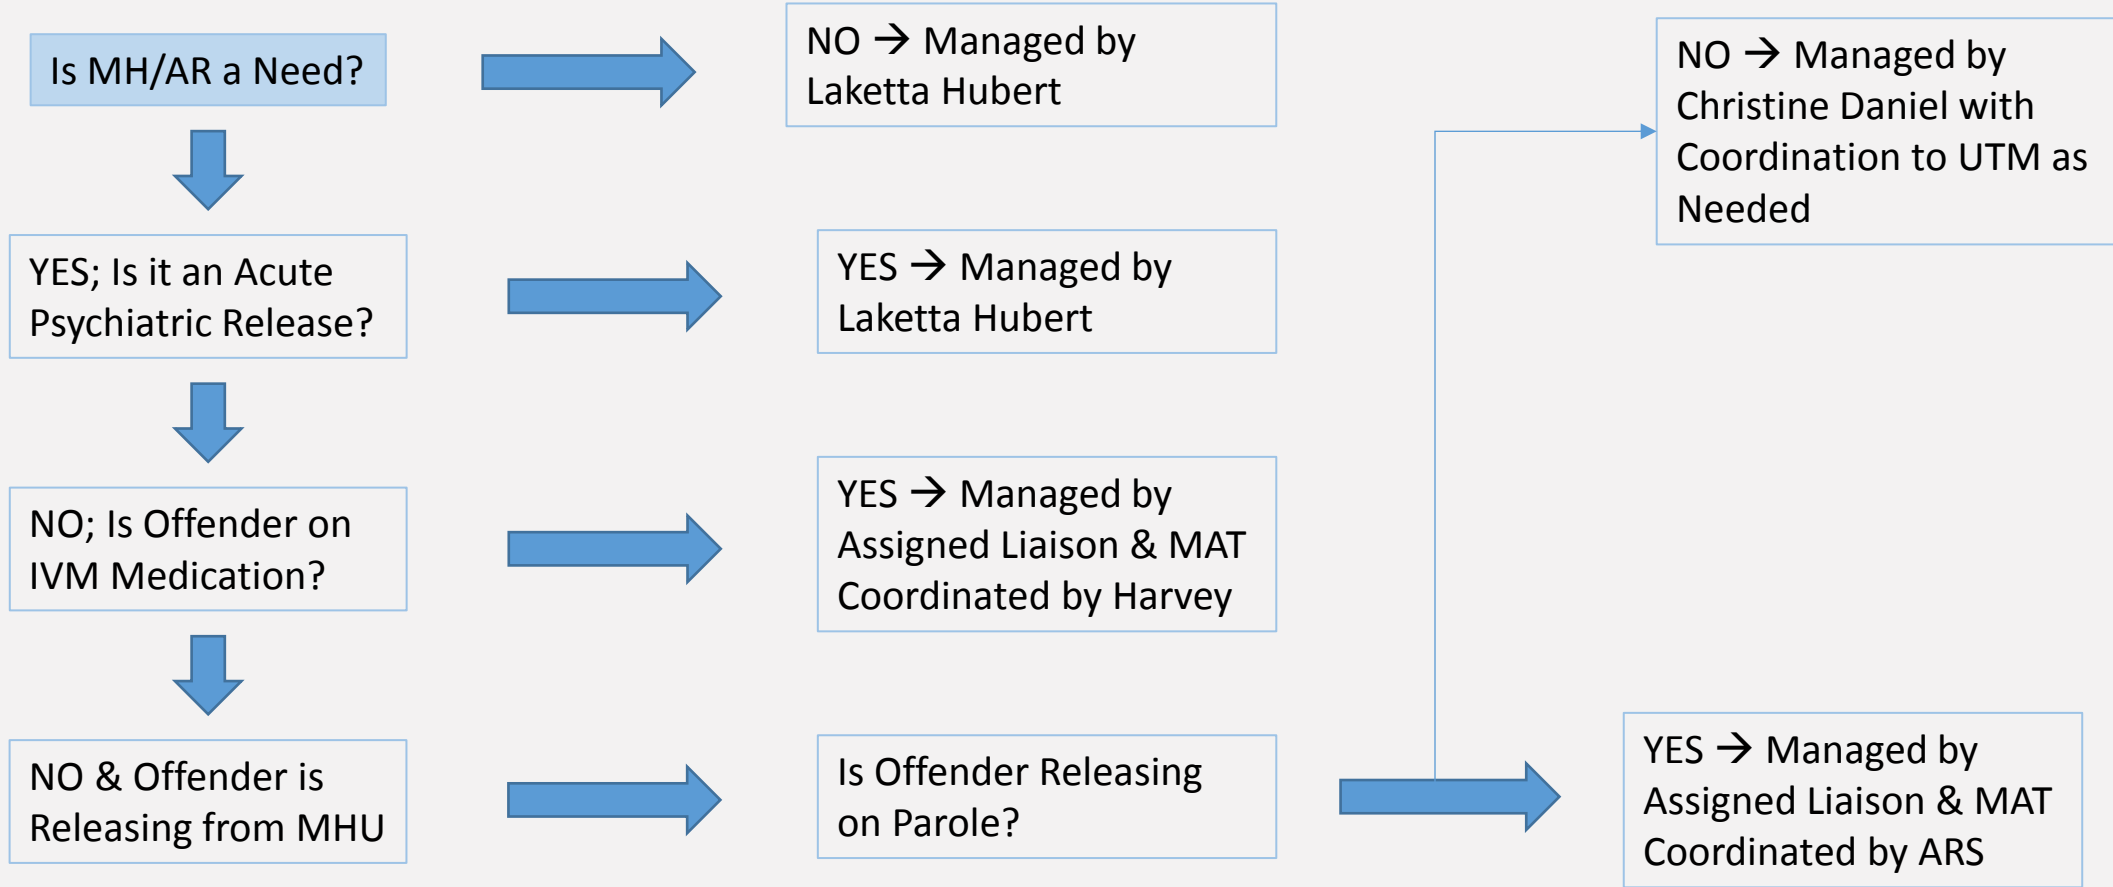 Is MH/AR a Need?
NO → Managed by
Laketta Hubert
NO → Managed by
Christine Daniel with
Coordination to UTM as
Needed
YES; Is it an Acute
Psychiatric Release?
YES → Managed by
Laketta Hubert
NO; Is Offender on
IVM Medication?
YES → Managed by
Assigned Liaison & MAT
Coordinated by Harvey
NO & Offender is
Releasing from MHU
Is Offender Releasing
on Parole?
YES → Managed by
Assigned Liaison & MAT
Coordinated by ARS